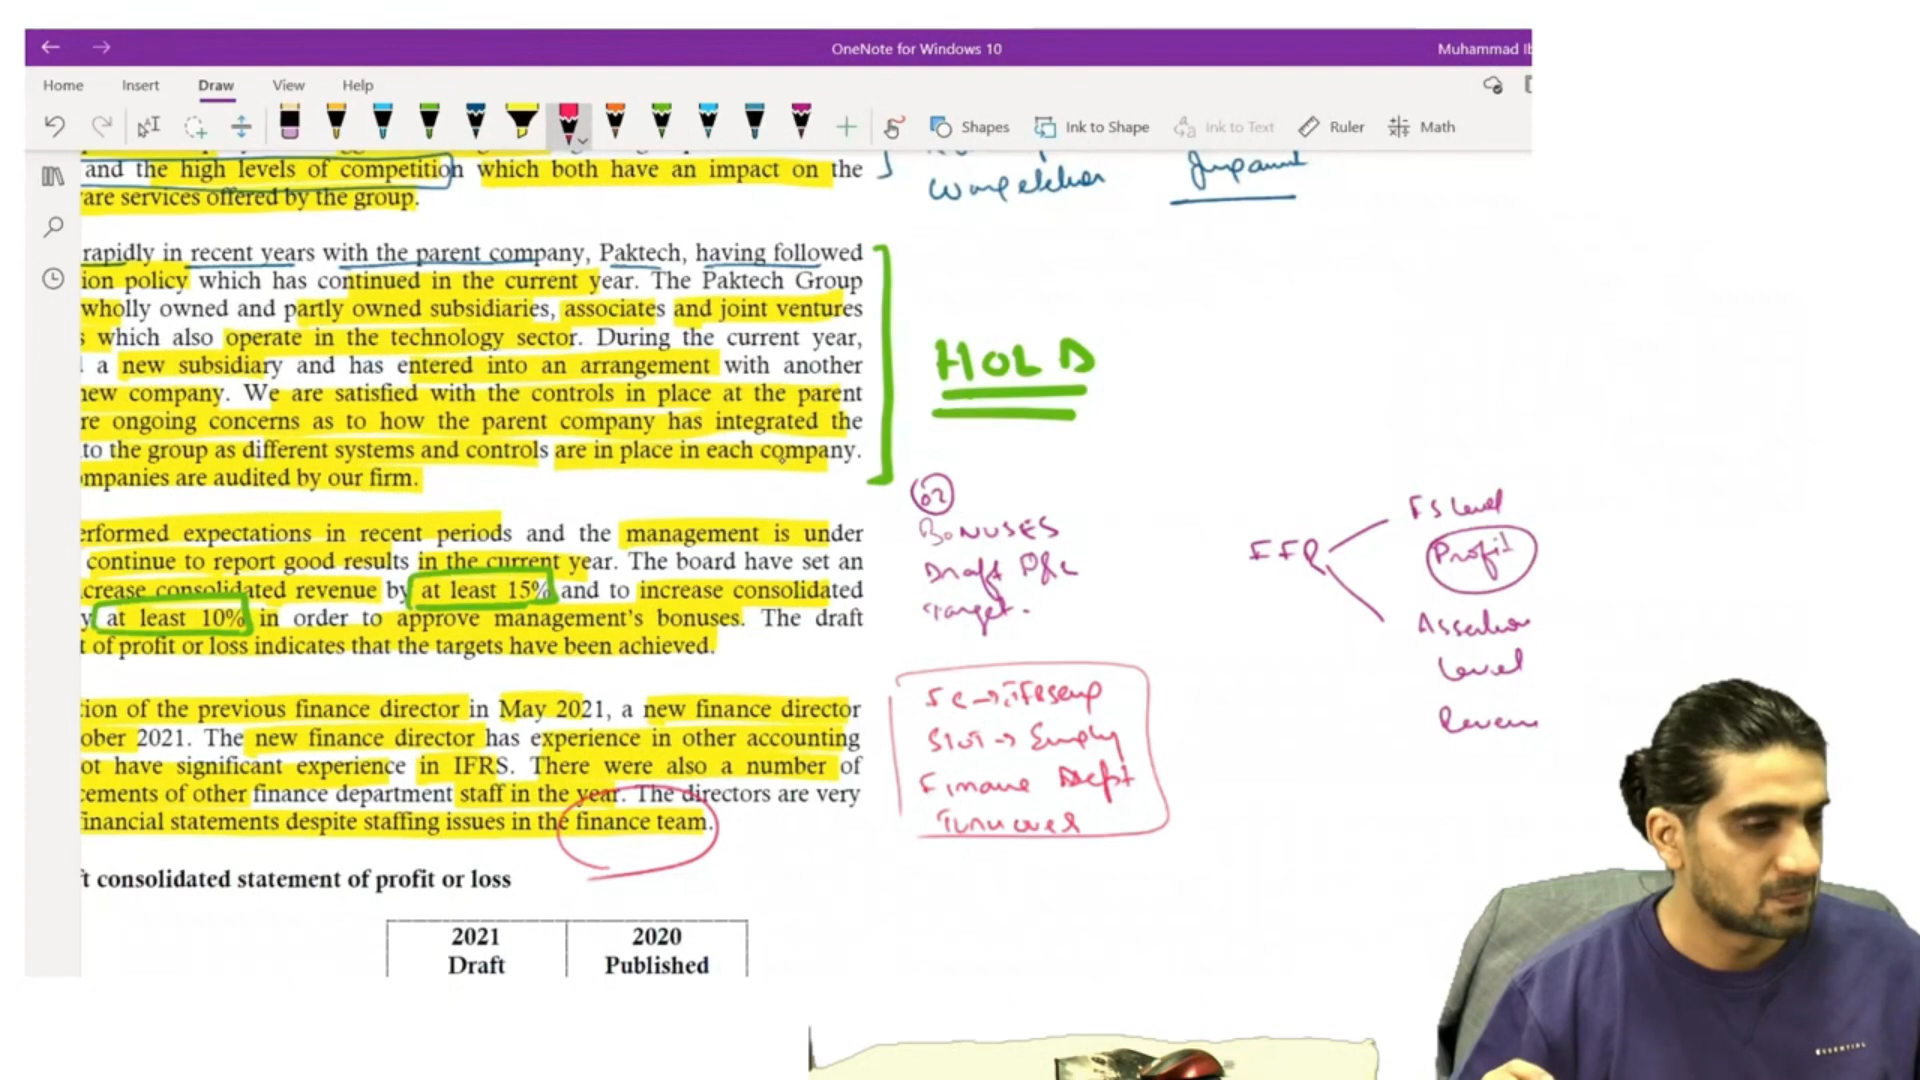 OneNote for Windows 10
Muhammad Ib
Home Insert Draw View Help
Shapes Ink to Shape Ink to Text Ruler Math
and the high levels of competition which both have an impact on the
are services offered by the group.
Competition
rapidly in recent years with the parent company, Paktech, having followed
ion policy which has continued in the current year. The Paktech Group
wholly owned and partly owned subsidiaries, associates and joint ventures
s which also operate in the technology sector. During the current year,
a new subsidiary and has entered into an arrangement with another
new company. We are satisfied with the controls in place at the parent
re ongoing concerns as to how the parent company has integrated the
to the group as different systems and controls are in place in each company.
ompanies are audited by our firm.
HOLD
erformed expectations in recent periods and the management is under
continue to report good results in the current year. The board have set an
crease consolidated revenue by at least 15% and to increase consolidated
y at least 10% in order to approve management's bonuses. The draft
t of profit or loss indicates that the targets have been achieved.
02
BONUSES
Draft P&L
Target.
FS Level
Profit
Assertion
Level
Revenue
tion of the previous finance director in May 2021, a new finance director
ober 2021. The new finance director has experience in other accounting
ot have significant experience in IFRS. There were also a number of
cements of other finance department staff in the year. The directors are very
financial statements despite staffing issues in the finance team.
Finance Dept
Turnover
ft consolidated statement of profit or loss
2021 2020
Draft Published
ESSENTIAL